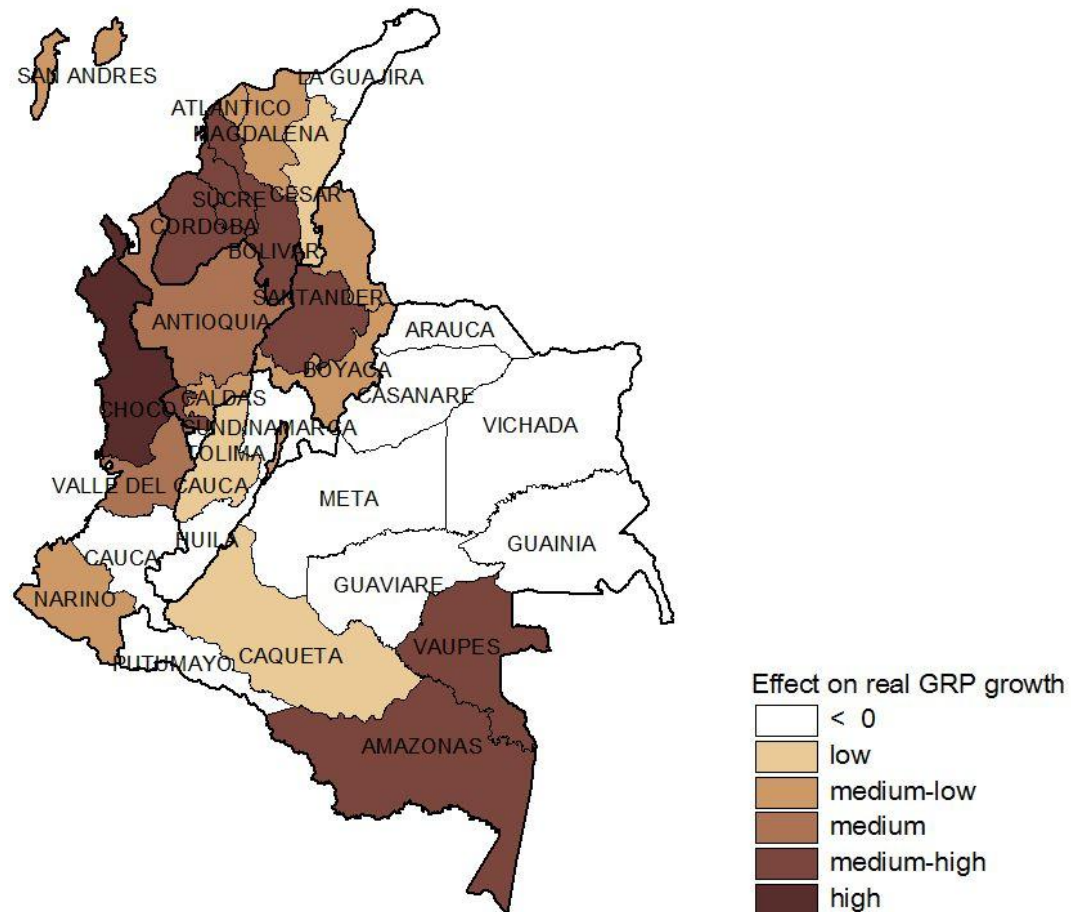 SAN ANDRES
LA GUAJIRA
ATLANTICO
MAGDALENA
CESAR
SUCRE
CORDOBA
BOLIVAR
SANTANDER
ANTIOQUIA
ARAUCA
BOYACA
CASANARE
CALDAS
CHOCO
CUNDINAMARCA
VICHADA
TOLIMA
VALLE DEL CAUCA
META
HUILA
GUAINIA
CAUCA
GUAVIARE
NARINO
VAUPES
CAQUETA
PUTUMAYO
AMAZONAS
Effect on real GRP growth
< 0
low
medium-low
medium
medium-high
high